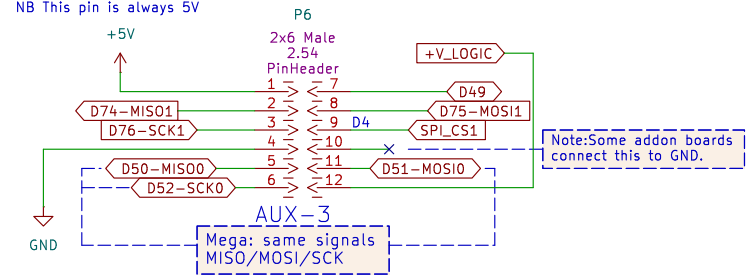 NB This pin is always 5V
P6
+5V
2x6 Male
2.54
PinHeader
+V_LOGIC
1 7 D49
D74-MISO1 2 8 D75-MOSI1
D76-SCK1 3 9 D4 SPI_CS1
4 10
Note:Some addon boards
connect this to GND.
D50-MISO0 5 11 D51-MOSI0
D52-SCK0 6 12
AUX-3
GND
Mega: same signals
MISO/MOSI/SCK